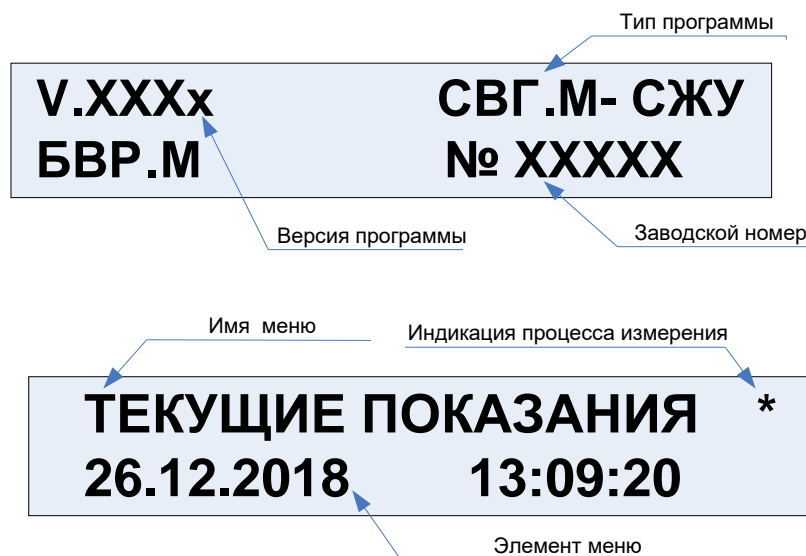 Тип программы
V.XXXx СВГ.М- СЖУ
БВР.М № XXXXX
Версия программы Заводской номер
Имя меню Индикация процесса измерения
ТЕКУЩИЕ ПОКАЗАНИЯ *
26.12.2018 13:09:20
Элемент меню